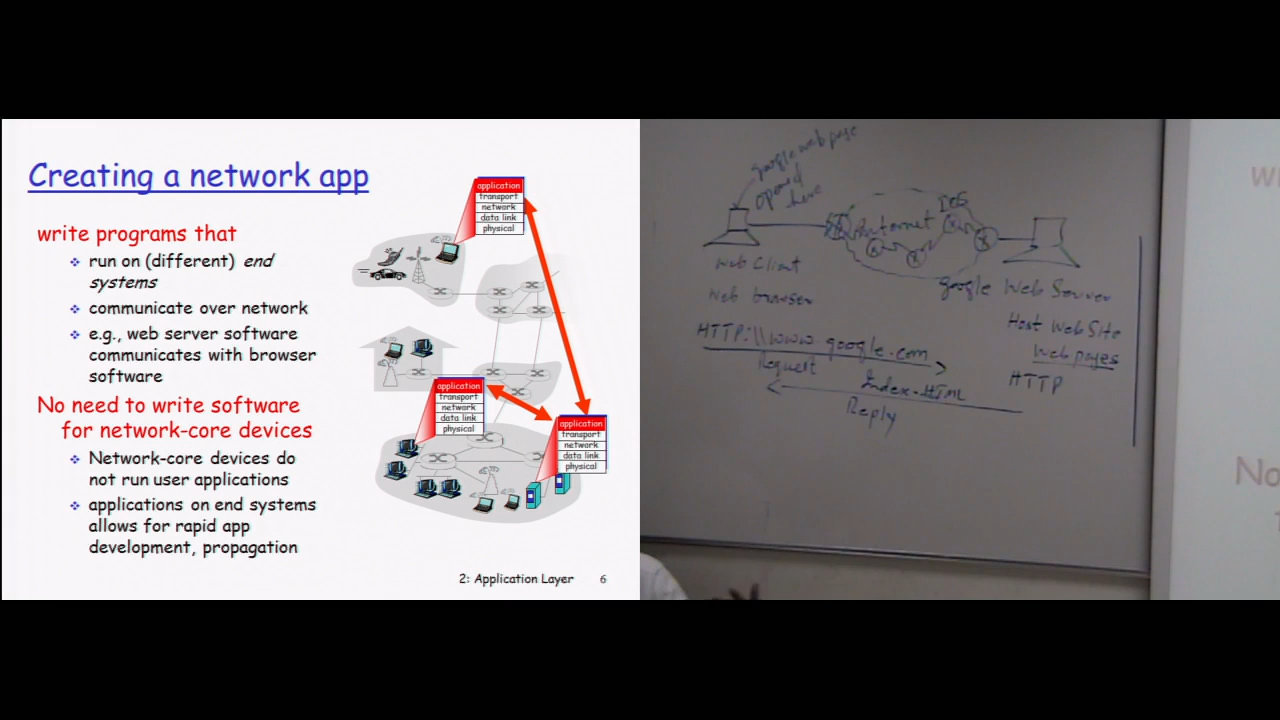 Creating a network app
write programs that
run on (different) end
systems
communicate over network
e.g., web server software
communicates with browser
software
No need to write software
for network-core devices
Network-core devices do
not run user applications
applications on end systems
allows for rapid app
development, propagation
application
transport
network
data link
physical
application
transport
network
data link
physical
application
transport
network
data link
physical
2: Application Layer 6
google web page
opened
here
Internet
Web Client
Web browser
google Web Server
Host Web Site
Web pages
HTTP
HTTP:\\www.google.com
Request
Index.HTML
Reply
No